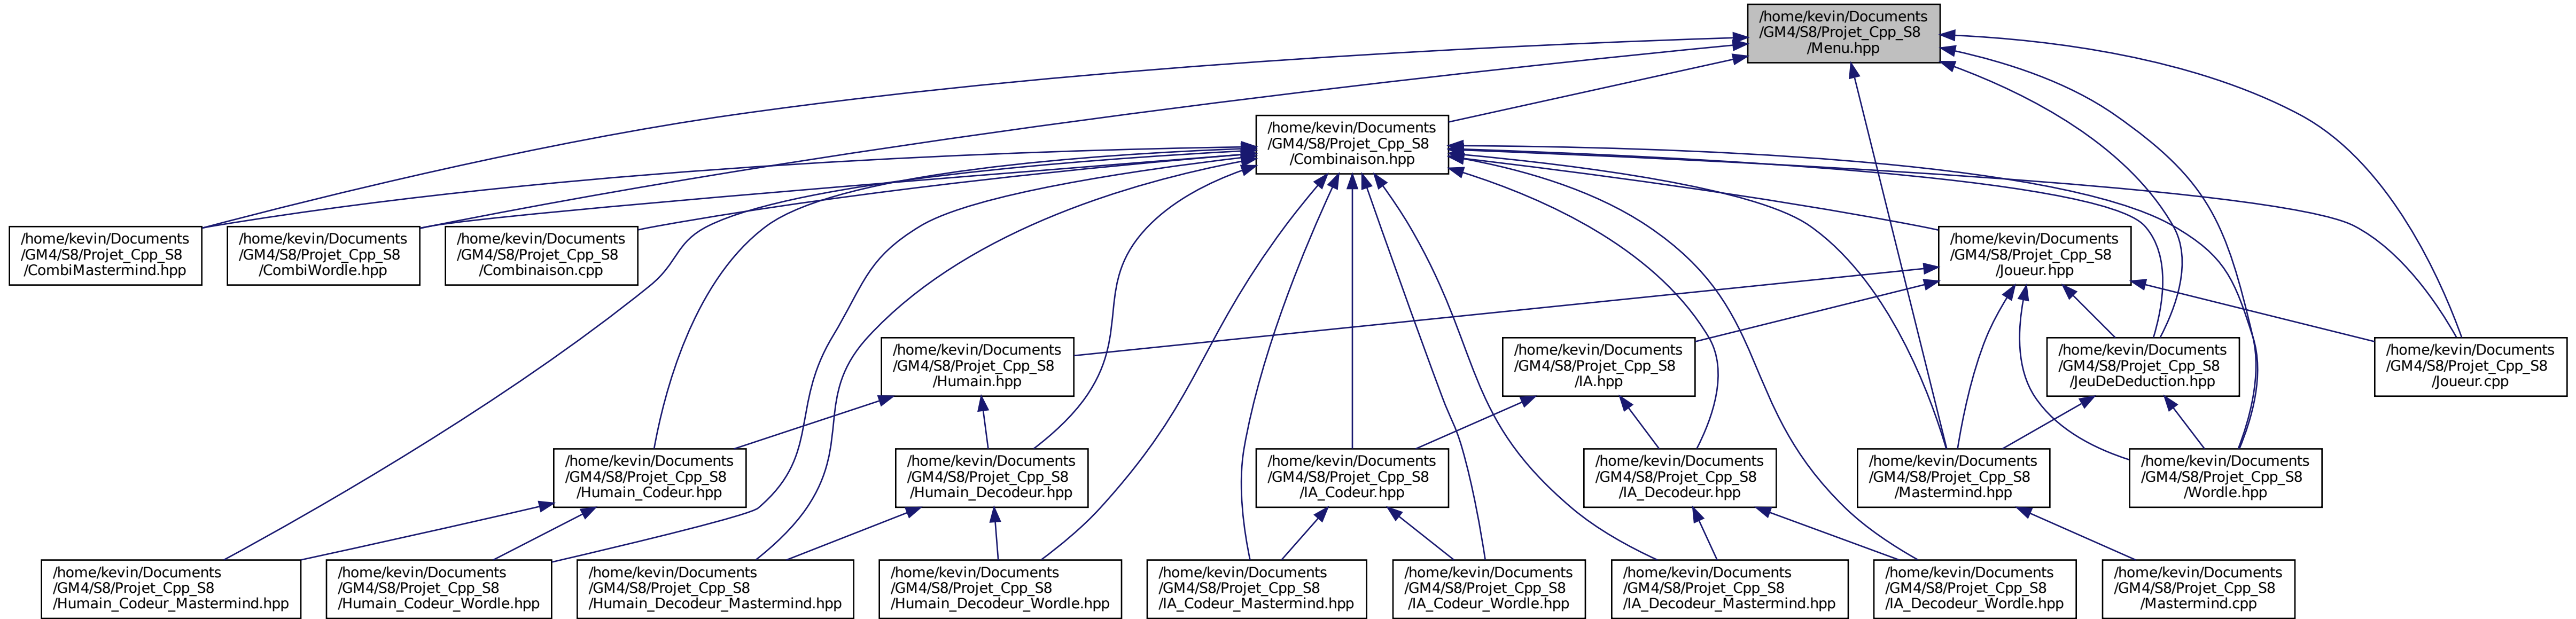 /home/kevin/Documents
/GM4/S8/Projet_Cpp_S8
/Menu.hpp
/home/kevin/Documents
/GM4/S8/Projet_Cpp_S8
/Combinaison.hpp
/home/kevin/Documents
/GM4/S8/Projet_Cpp_S8
/CombiMastermind.hpp
/home/kevin/Documents
/GM4/S8/Projet_Cpp_S8
/CombiWordle.hpp
/home/kevin/Documents
/GM4/S8/Projet_Cpp_S8
/Combinaison.cpp
/home/kevin/Documents
/GM4/S8/Projet_Cpp_S8
/Joueur.hpp
/home/kevin/Documents
/GM4/S8/Projet_Cpp_S8
/Humain.hpp
/home/kevin/Documents
/GM4/S8/Projet_Cpp_S8
/IA.hpp
/home/kevin/Documents
/GM4/S8/Projet_Cpp_S8
/JeuDeDeduction.hpp
/home/kevin/Documents
/GM4/S8/Projet_Cpp_S8
/Joueur.cpp
/home/kevin/Documents
/GM4/S8/Projet_Cpp_S8
/Humain_Codeur.hpp
/home/kevin/Documents
/GM4/S8/Projet_Cpp_S8
/Humain_Decodeur.hpp
/home/kevin/Documents
/GM4/S8/Projet_Cpp_S8
/IA_Codeur.hpp
/home/kevin/Documents
/GM4/S8/Projet_Cpp_S8
/IA_Decodeur.hpp
/home/kevin/Documents
/GM4/S8/Projet_Cpp_S8
/Mastermind.hpp
/home/kevin/Documents
/GM4/S8/Projet_Cpp_S8
/Wordle.hpp
/home/kevin/Documents
/GM4/S8/Projet_Cpp_S8
/Humain_Codeur_Mastermind.hpp
/home/kevin/Documents
/GM4/S8/Projet_Cpp_S8
/Humain_Codeur_Wordle.hpp
/home/kevin/Documents
/GM4/S8/Projet_Cpp_S8
/Humain_Decodeur_Mastermind.hpp
/home/kevin/Documents
/GM4/S8/Projet_Cpp_S8
/Humain_Decodeur_Wordle.hpp
/home/kevin/Documents
/GM4/S8/Projet_Cpp_S8
/IA_Codeur_Mastermind.hpp
/home/kevin/Documents
/GM4/S8/Projet_Cpp_S8
/IA_Codeur_Wordle.hpp
/home/kevin/Documents
/GM4/S8/Projet_Cpp_S8
/IA_Decodeur_Mastermind.hpp
/home/kevin/Documents
/GM4/S8/Projet_Cpp_S8
/IA_Decodeur_Wordle.hpp
/home/kevin/Documents
/GM4/S8/Projet_Cpp_S8
/Mastermind.cpp